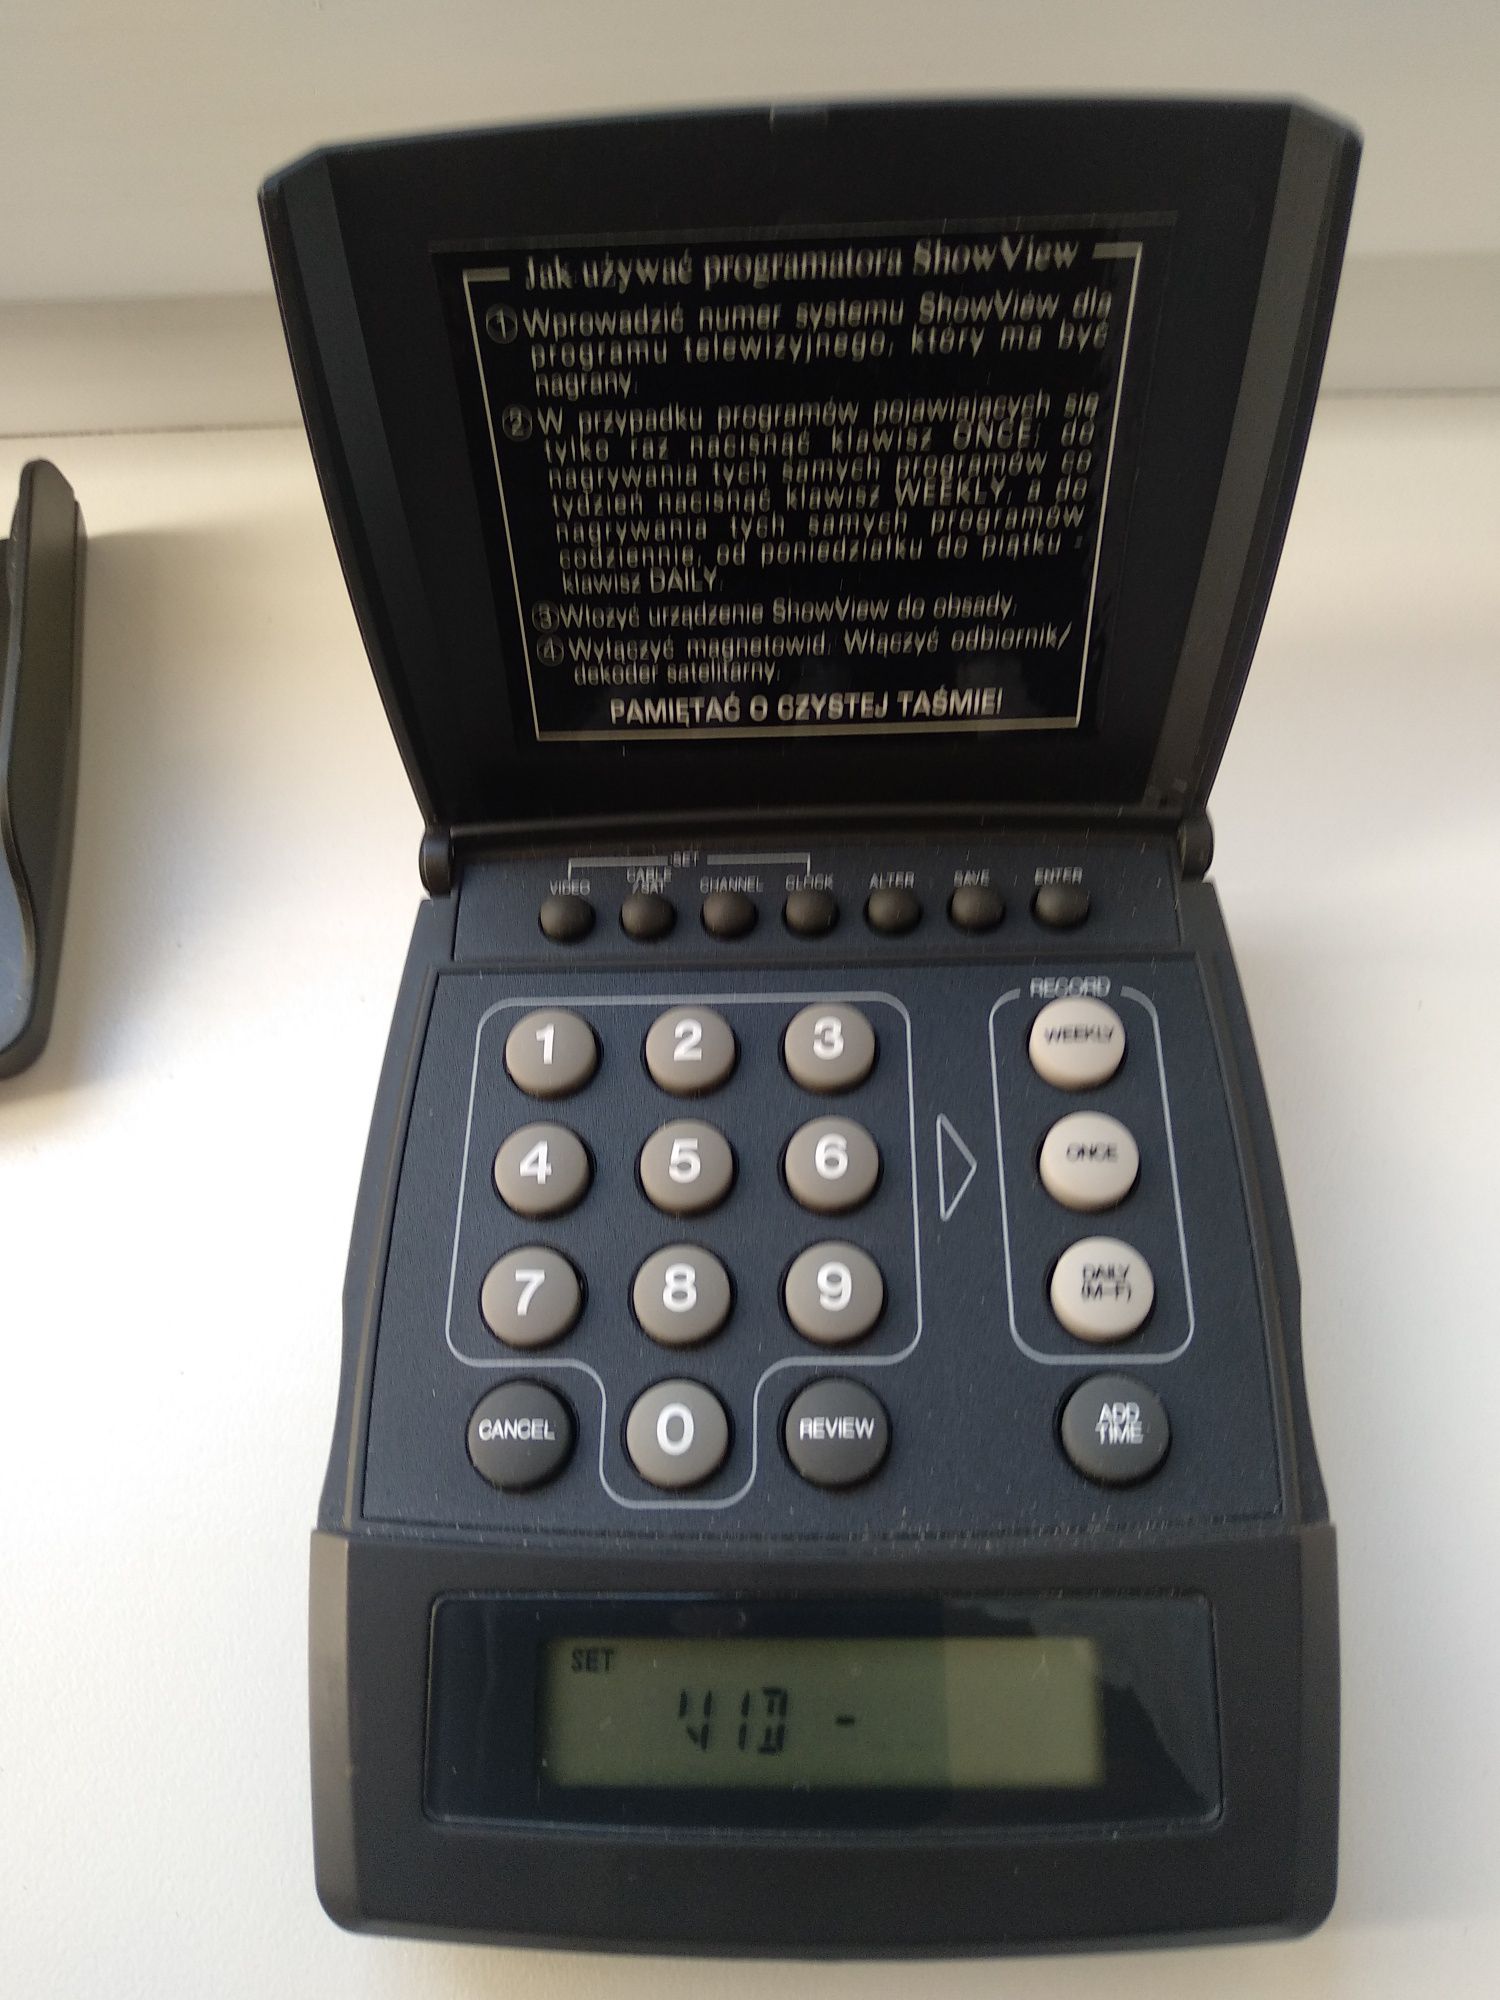 Jak używać programatora ShowView
1 Wprowadzić numer systemu ShowView dla
programu telewizyjnego, który ma być
nagrany.
2 W przypadku programów pojawiających się
tylko raz nacisnąć klawisz ONCE; do
nagrywania tych samych programów co
tydzień nacisnąć klawisz WEEKLY, a do
nagrywania tych samych programów
codziennie, od poniedziałku do piątku -
klawisz DAILY.
3 Włożyć urządzenie ShowView do obsady.
4 Wyłączyć magnetowid. Włączyć odbiornik/
dekoder satelitarny.
PAMIĘTAĆ O CZYSTEJ TAŚMIE!
SET
VIDEO CABLE /SAT CHANNEL CLOCK ALTER SAVE ENTER
RECORD
1 2 3 WEEKLY
4 5 6 ONCE
7 8 9 DAILY
(M-F)
CANCEL 0 REVIEW ADD
TIME
SET
VID -